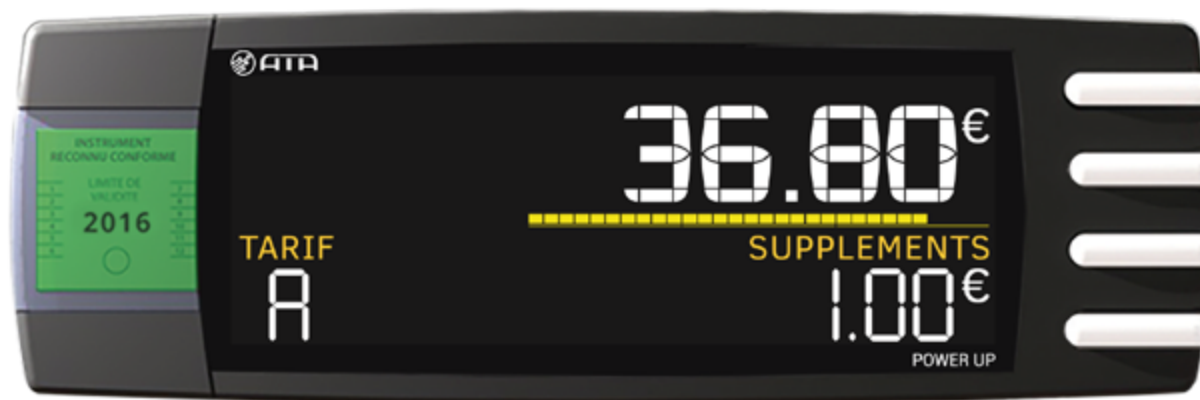 ATA
INSTRUMENT
RECONNU CONFORME
LIMITE DE
VALIDITE
2016
36.80€
TARIF
SUPPLEMENTS
A
1.00€
POWER UP